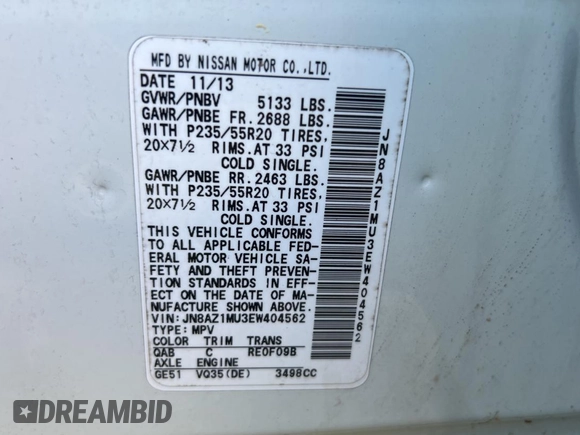 MFD BY NISSAN MOTOR CO.,LTD.
DATE 11/13
GVWR/PNBV 5133 LBS.
GAWR/PNBE FR. 2688 LBS.
WITH P235/55R20 TIRES,
20×7½ RIMS.AT 33 PSI
COLD SINGLE.
GAWR/PNBE RR. 2463 LBS.
WITH P235/55R20 TIRES,
20×7½ RIMS.AT 33 PSI
COLD SINGLE.
THIS VEHICLE CONFORMS
TO ALL APPLICABLE FED-
ERAL MOTOR VEHICLE SA-
FETY AND THEFT PREVEN-
TION STANDARDS IN EFF-
ECT ON THE DATE OF MA-
NUFACTURE SHOWN ABOVE.
VIN: JN8AZ1MU3EW404562
TYPE: MPV
COLOR TRIM TRANS
QAB C RE0F09B
AXLE ENGINE
GE51 VQ35(DE) 3498CC
JN8AZ1MU3EW404562
DREAMBID